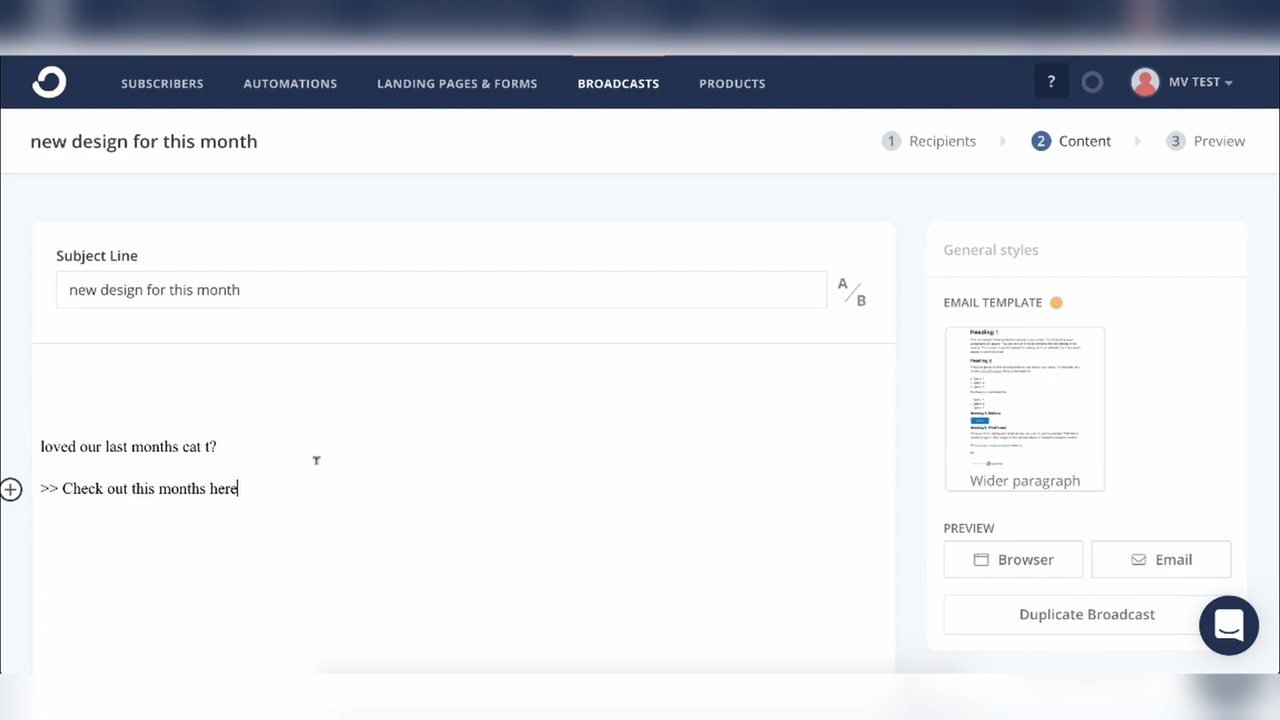 SUBSCRIBERS AUTOMATIONS LANDING PAGES & FORMS BROADCASTS PRODUCTS ? MV TEST
new design for this month
1 Recipients 2 Content 3 Preview
Subject Line
new design for this month
A/B
loved our last months cat t?
>> Check out this months here
General styles
EMAIL TEMPLATE
Heading 1
Heading 2
Wider paragraph
PREVIEW
Browser Email
Duplicate Broadcast